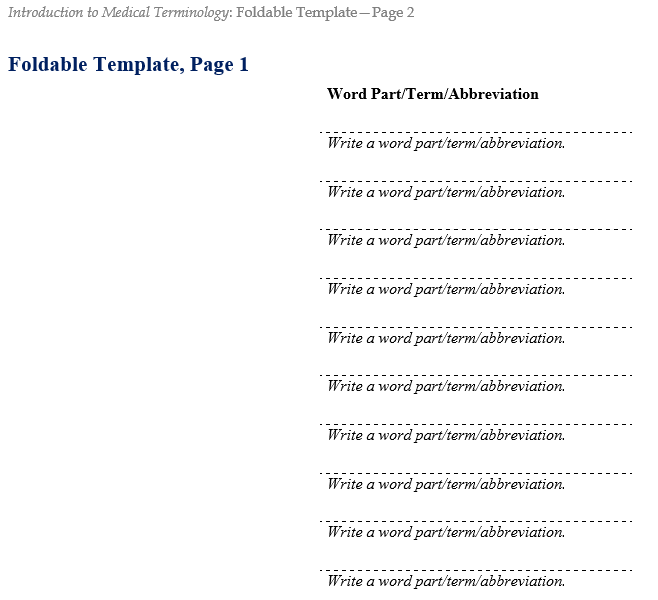 Introduction to Medical Terminology: Foldable Template—Page 2
Foldable Template, Page 1
Word Part/Term/Abbreviation
Write a word part/term/abbreviation.
Write a word part/term/abbreviation.
Write a word part/term/abbreviation.
Write a word part/term/abbreviation.
Write a word part/term/abbreviation.
Write a word part/term/abbreviation.
Write a word part/term/abbreviation.
Write a word part/term/abbreviation.
Write a word part/term/abbreviation.
Write a word part/term/abbreviation.